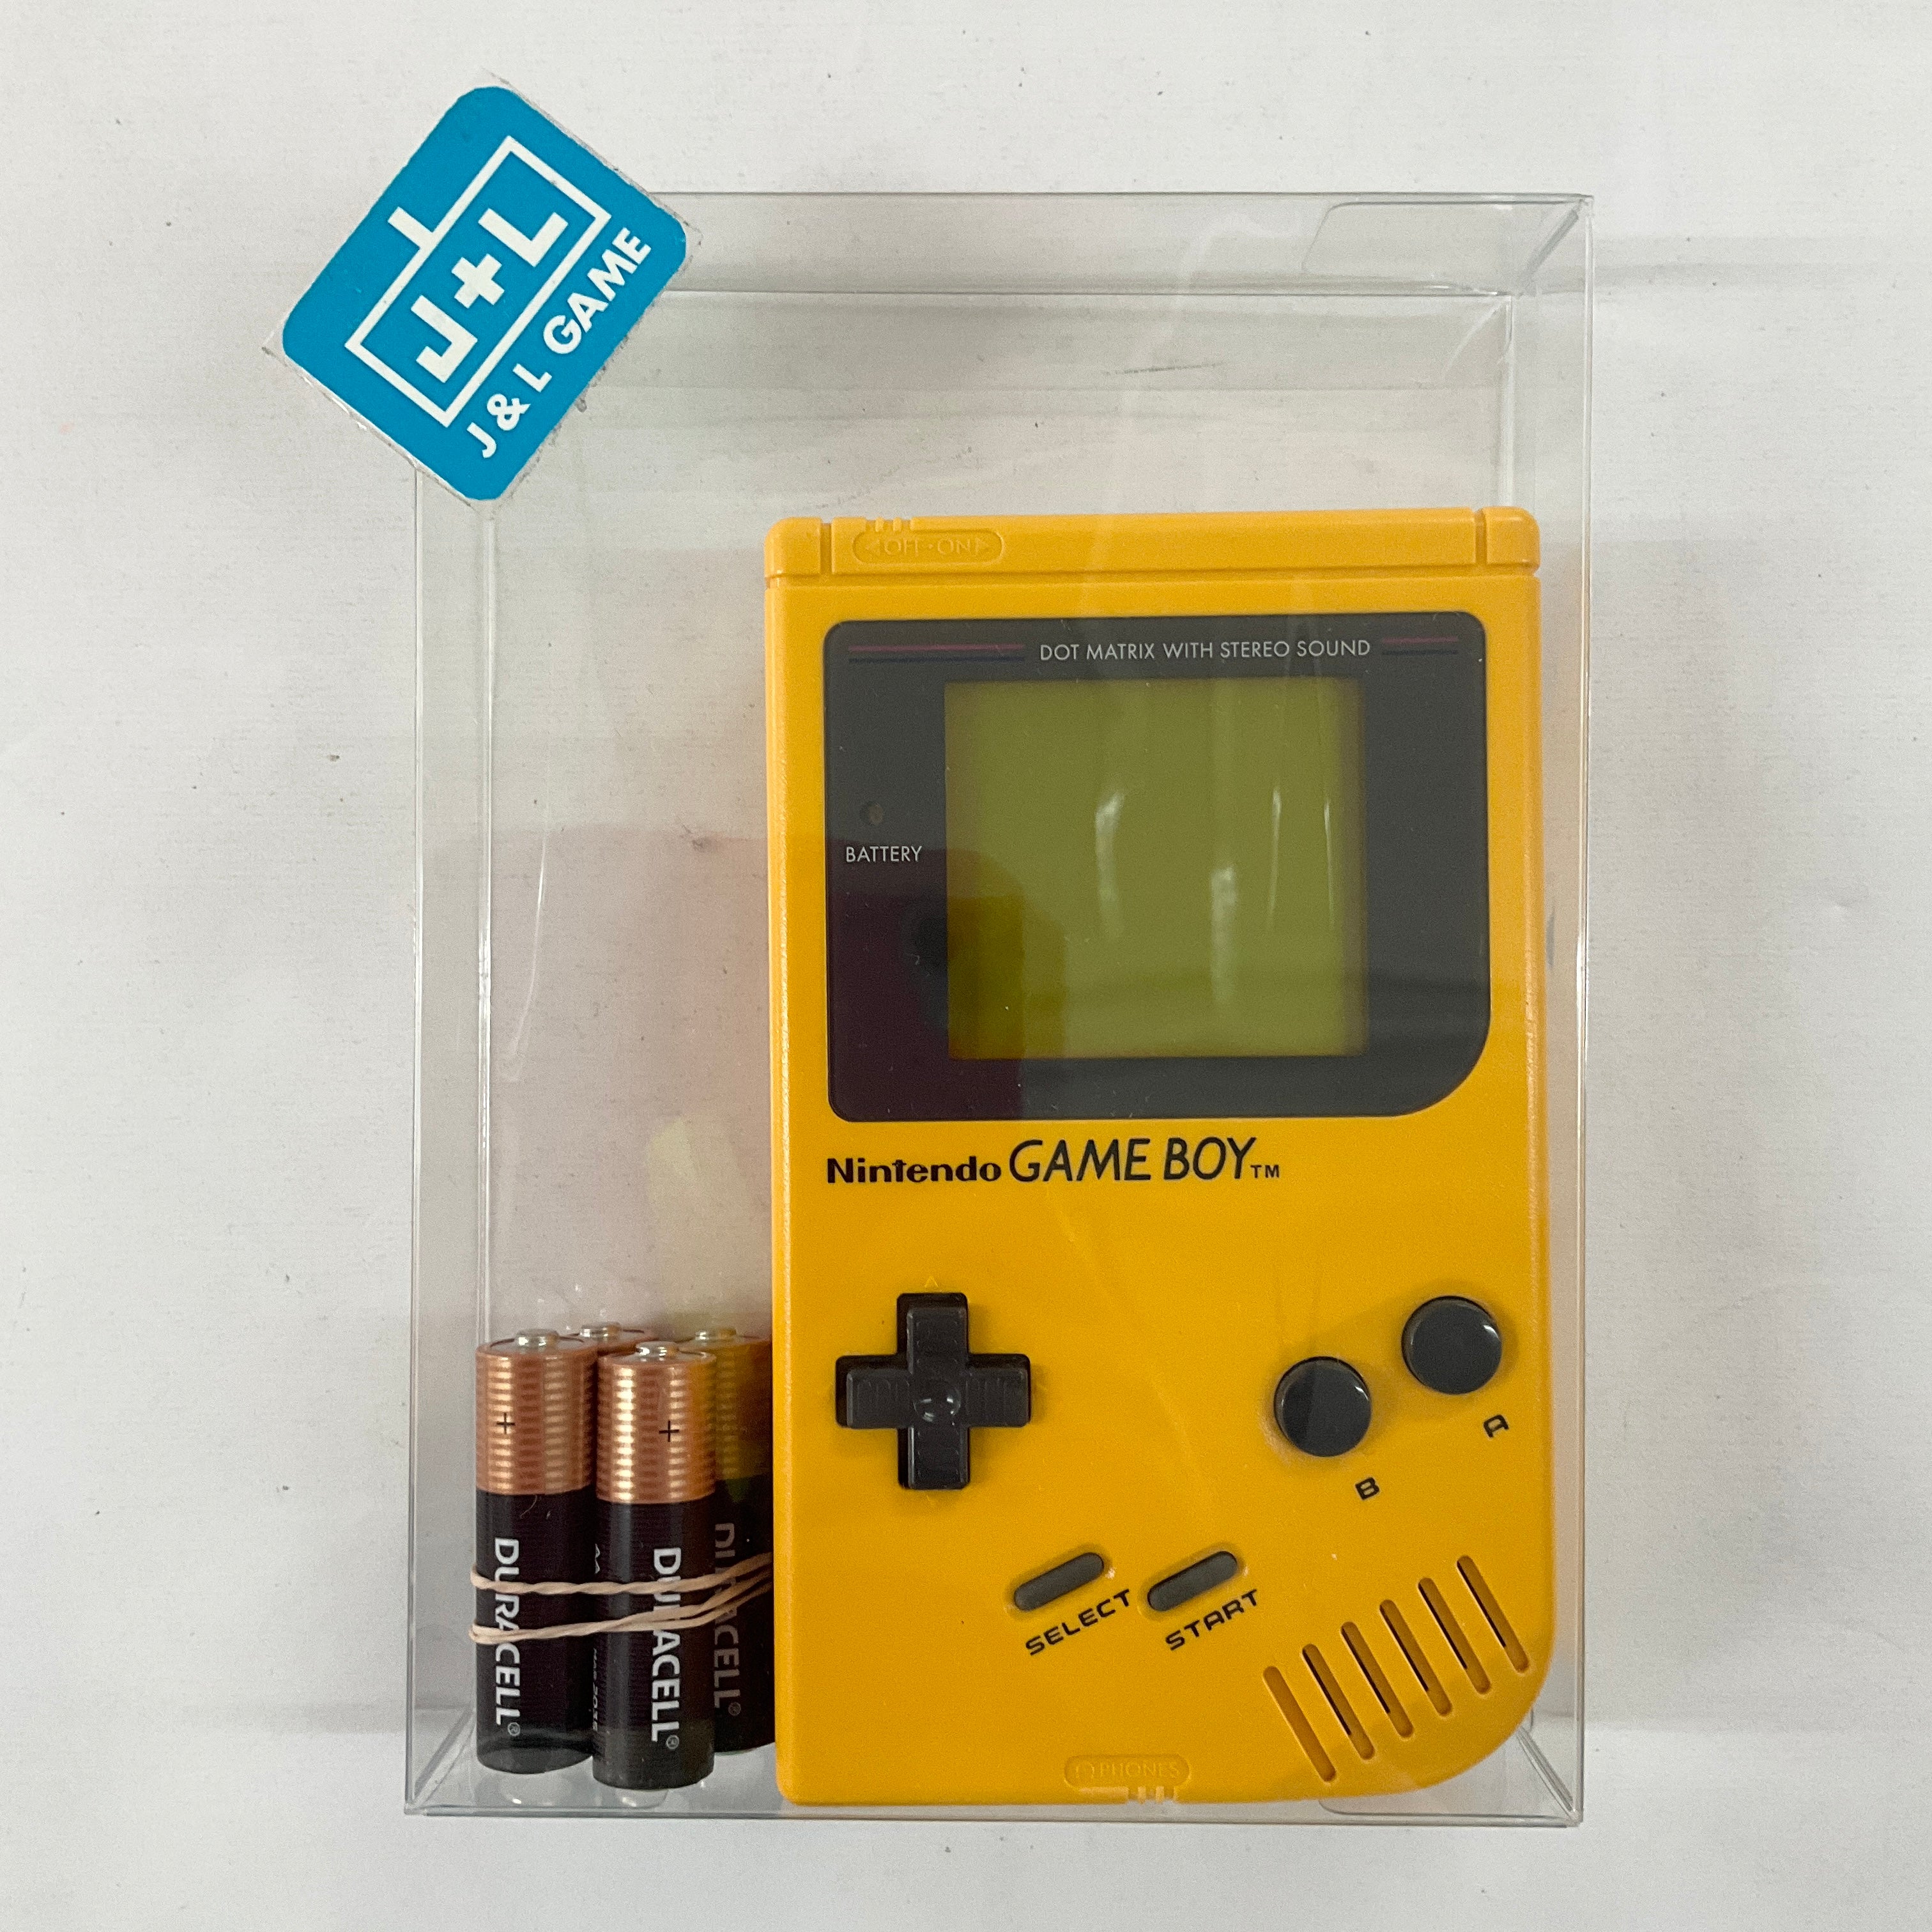 J+L
J & L GAME
◁OFF•ON▷
DOT MATRIX WITH STEREO SOUND
BATTERY
Nintendo GAME BOY™
A
B
SELECT
START
PHONES
+
+
DURACELL®
DURACELL®
DURACELL®